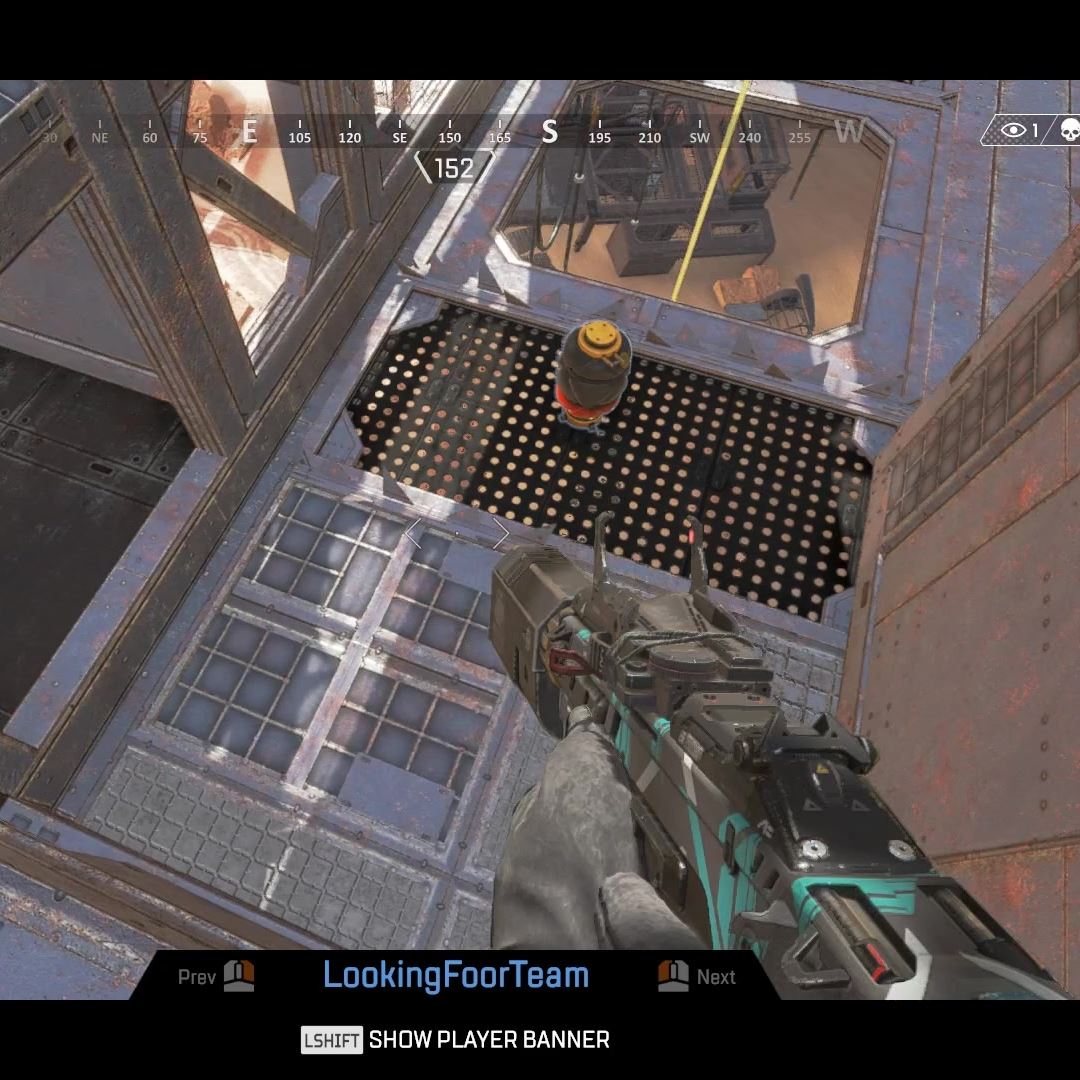 30 NE 60 75 E 105 120 SE 150 165 S 195 210 SW 240 255 W
1
152
Prev LookingFoorTeam Next
LSHIFT SHOW PLAYER BANNER